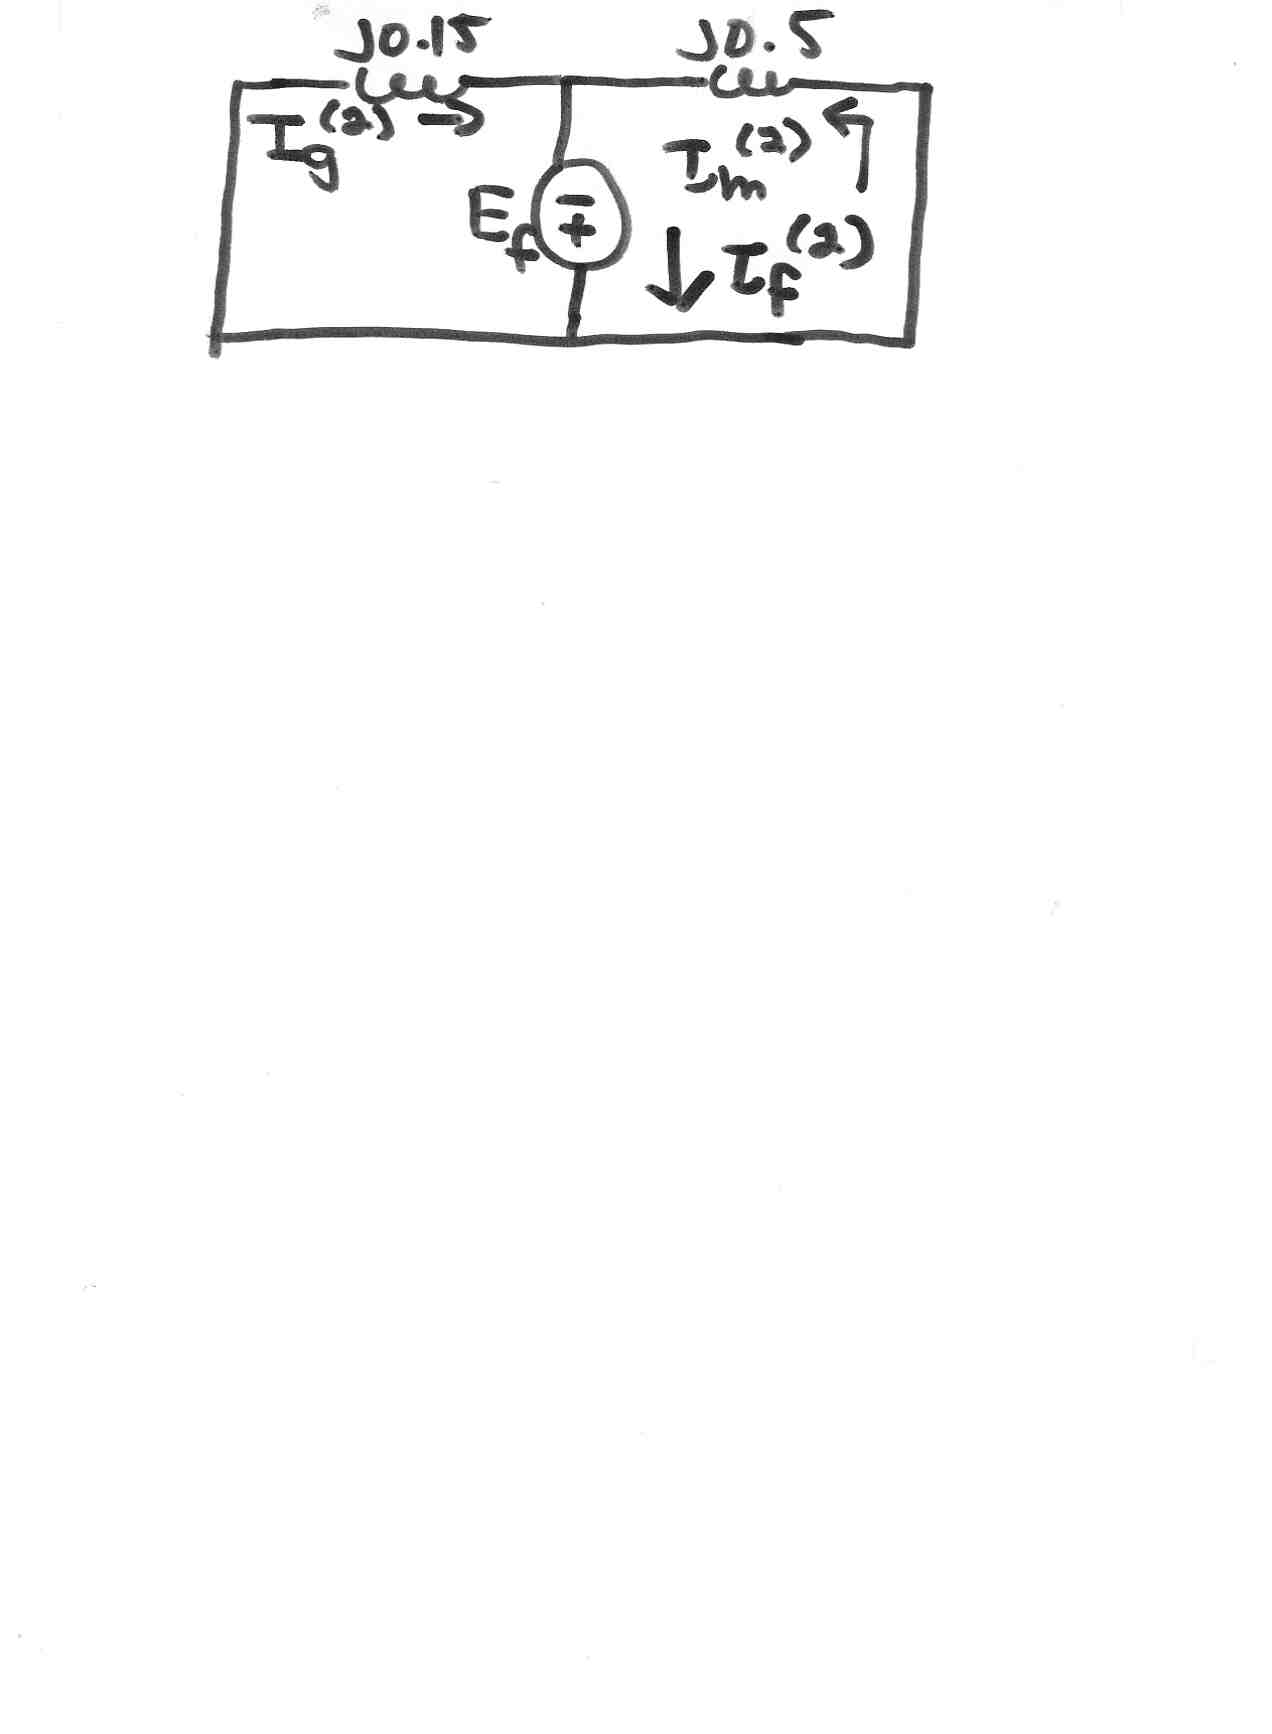 J0.15 J0.5
Ig(2) →
Im(2)
Ef - +
↓ If(2)